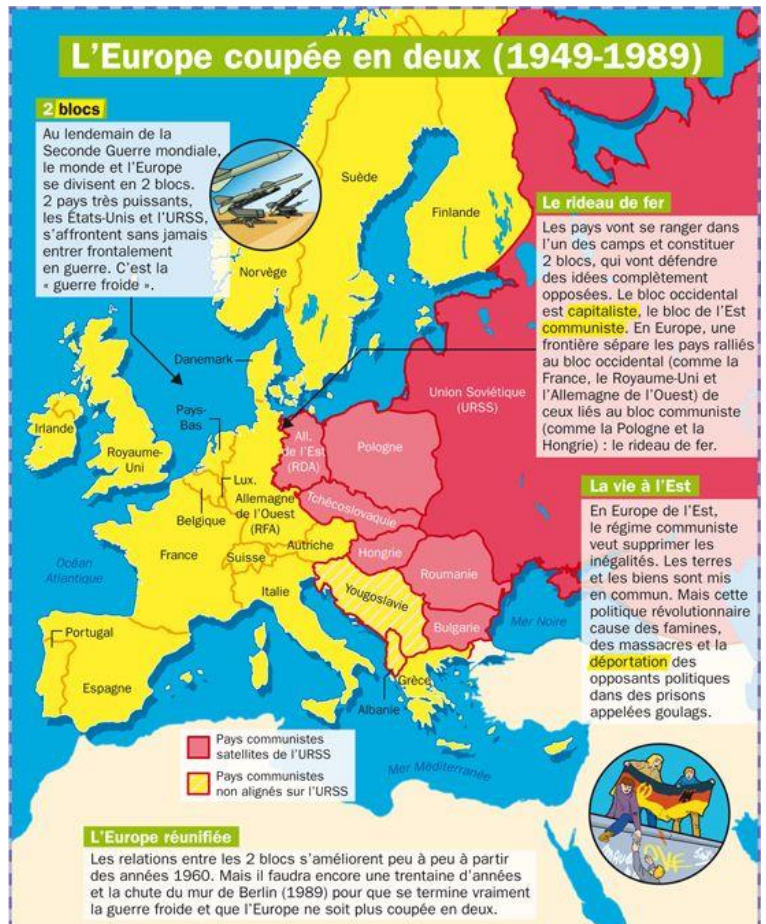 L'Europe coupée en deux (1949-1989)
2 blocs
Au lendemain de la
Seconde Guerre mondiale,
le monde et l'Europe
se divisent en 2 blocs.
2 pays très puissants,
les États-Unis et l'URSS,
s'affrontent sans jamais
entrer frontalement
en guerre. C'est la
« guerre froide ».
Le rideau de fer
Les pays vont se ranger dans
l'un des camps et constituer
2 blocs, qui vont défendre
des idées complètement
opposées. Le bloc occidental
est capitaliste, le bloc de l'Est
communiste. En Europe, une
frontière sépare les pays ralliés
au bloc occidental (comme la
France, le Royaume-Uni et
l'Allemagne de l'Ouest) de
ceux liés au bloc communiste
(comme la Pologne et la
Hongrie) : le rideau de fer.
La vie à l'Est
En Europe de l'Est,
le régime communiste
veut supprimer les
inégalités. Les terres
et les biens sont mis
en commun. Mais cette
politique révolutionnaire
cause des famines,
des massacres et la
déportation des
opposants politiques
dans des prisons
appelées goulags.
Suède
Finlande
Norvège
Danemark
Pays-
Bas
Irlande
Royaume-
Uni
Union Soviétique
(URSS)
All.
de l'Est
(RDA)
Pologne
Lux.
Allemagne
de l'Ouest
(RFA)
Belgique
Tchécoslovaquie
France
Suisse
Autriche
Hongrie
Roumanie
Océan
Atlantique
Italie
Yougoslavie
Bulgarie
Mer Noire
Portugal
Espagne
Albanie
Grèce
Mer Méditerranée
Pays communistes
satellites de l'URSS
Pays communistes
non alignés sur l'URSS
L'Europe réunifiée
Les relations entre les 2 blocs s'améliorent peu à peu à partir
des années 1960. Mais il faudra encore une trentaine d'années
et la chute du mur de Berlin (1989) pour que se termine vraiment
la guerre froide et que l'Europe ne soit plus coupée en deux.